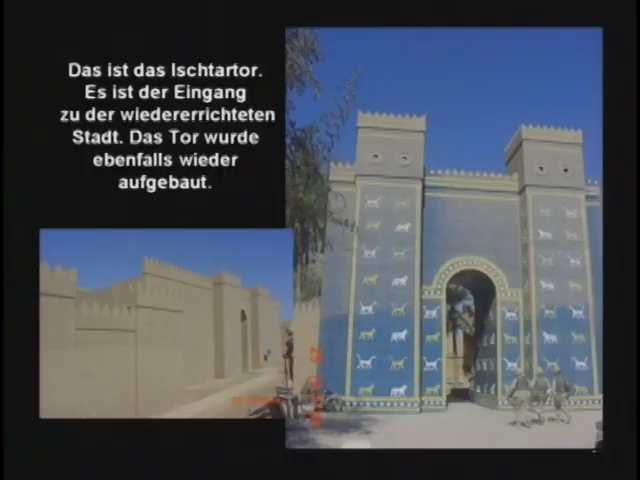 Das ist das Ischtartor.
Es ist der Eingang
zu der wiedererrichteten
Stadt. Das Tor wurde
ebenfalls wieder
aufgebaut.